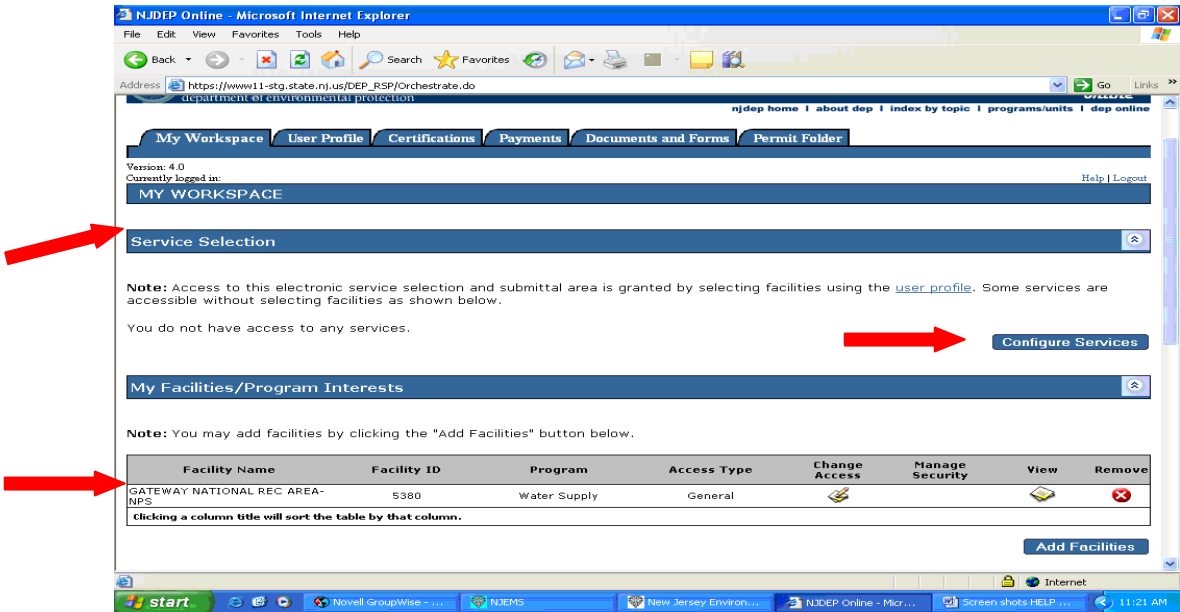 NJDEP Online - Microsoft Internet Explorer
File Edit View Favorites Tools Help
Back Search Favorites
Address https://www11-stg.state.nj.us/DEP_RSP/Orchestrate.do Go Links »
department of environmental protection
njdep home | about dep | index by topic | programs/units | dep online
My Workspace User Profile Certifications Payments Documents and Forms Permit Folder
Version: 4.0
Currently logged in: Help | Logout
MY WORKSPACE
Service Selection
Note: Access to this electronic service selection and submittal area is granted by selecting facilities using the user profile. Some services are
accessible without selecting facilities as shown below.
You do not have access to any services.
Configure Services
My Facilities/Program Interests
Note: You may add facilities by clicking the "Add Facilities" button below.
Facility Name Facility ID Program Access Type Change Access Manage Security View Remove
GATEWAY NATIONAL REC AREA-
NPS 5380 Water Supply General
Clicking a column title will sort the table by that column.
Add Facilities
Internet
start Novell GroupWise - ... NJEMS New Jersey Environ... NJDEP Online - Micr... Screen shots HELP ... 11:21 AM